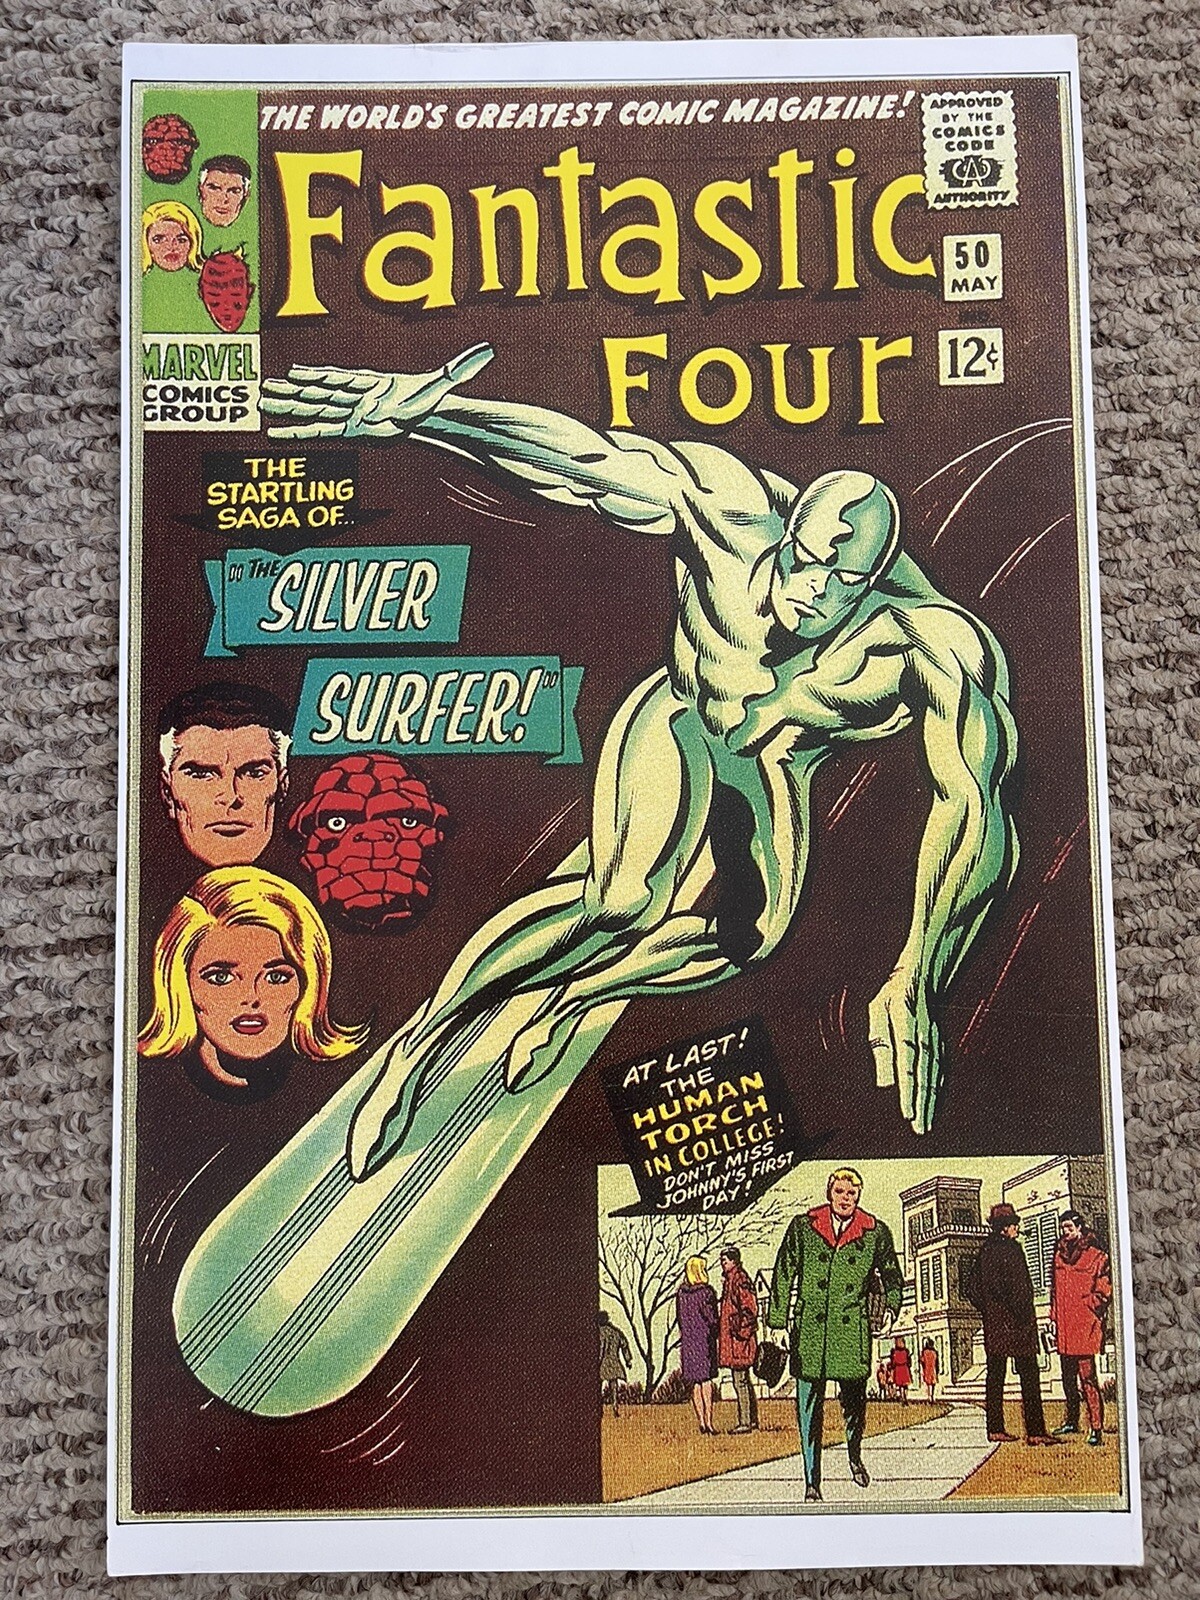 THE WORLD'S GREATEST COMIC MAGAZINE!
APPROVED
BY THE
COMICS
CODE
CA
AUTHORITY
Fantastic
Four
50
MAY
12¢
MARVEL
COMICS
GROUP
THE
STARTLING
SAGA OF...
"THE SILVER
SURFER!"
AT LAST!
THE
HUMAN
TORCH
IN COLLEGE!
DON'T MISS
JOHNNY'S FIRST
DAY!